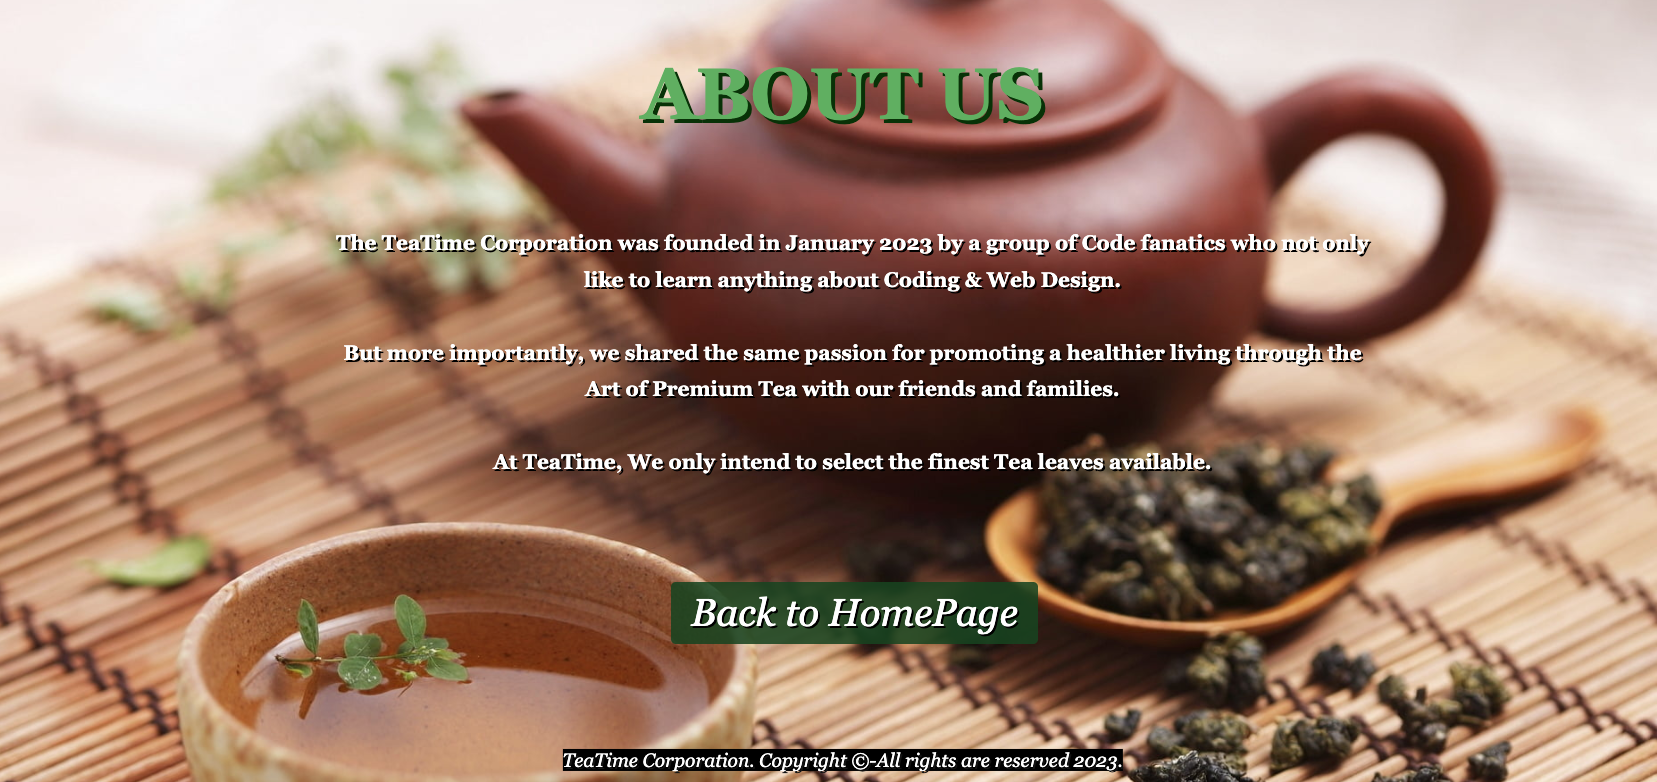 ABOUT US
The TeaTime Corporation was founded in January 2023 by a group of Code fanatics who not only
like to learn anything about Coding & Web Design.
But more importantly, we shared the same passion for promoting a healthier living through the
Art of Premium Tea with our friends and families.
At TeaTime, We only intend to select the finest Tea leaves available.
Back to HomePage
TeaTime Corporation. Copyright ©-All rights are reserved 2023.